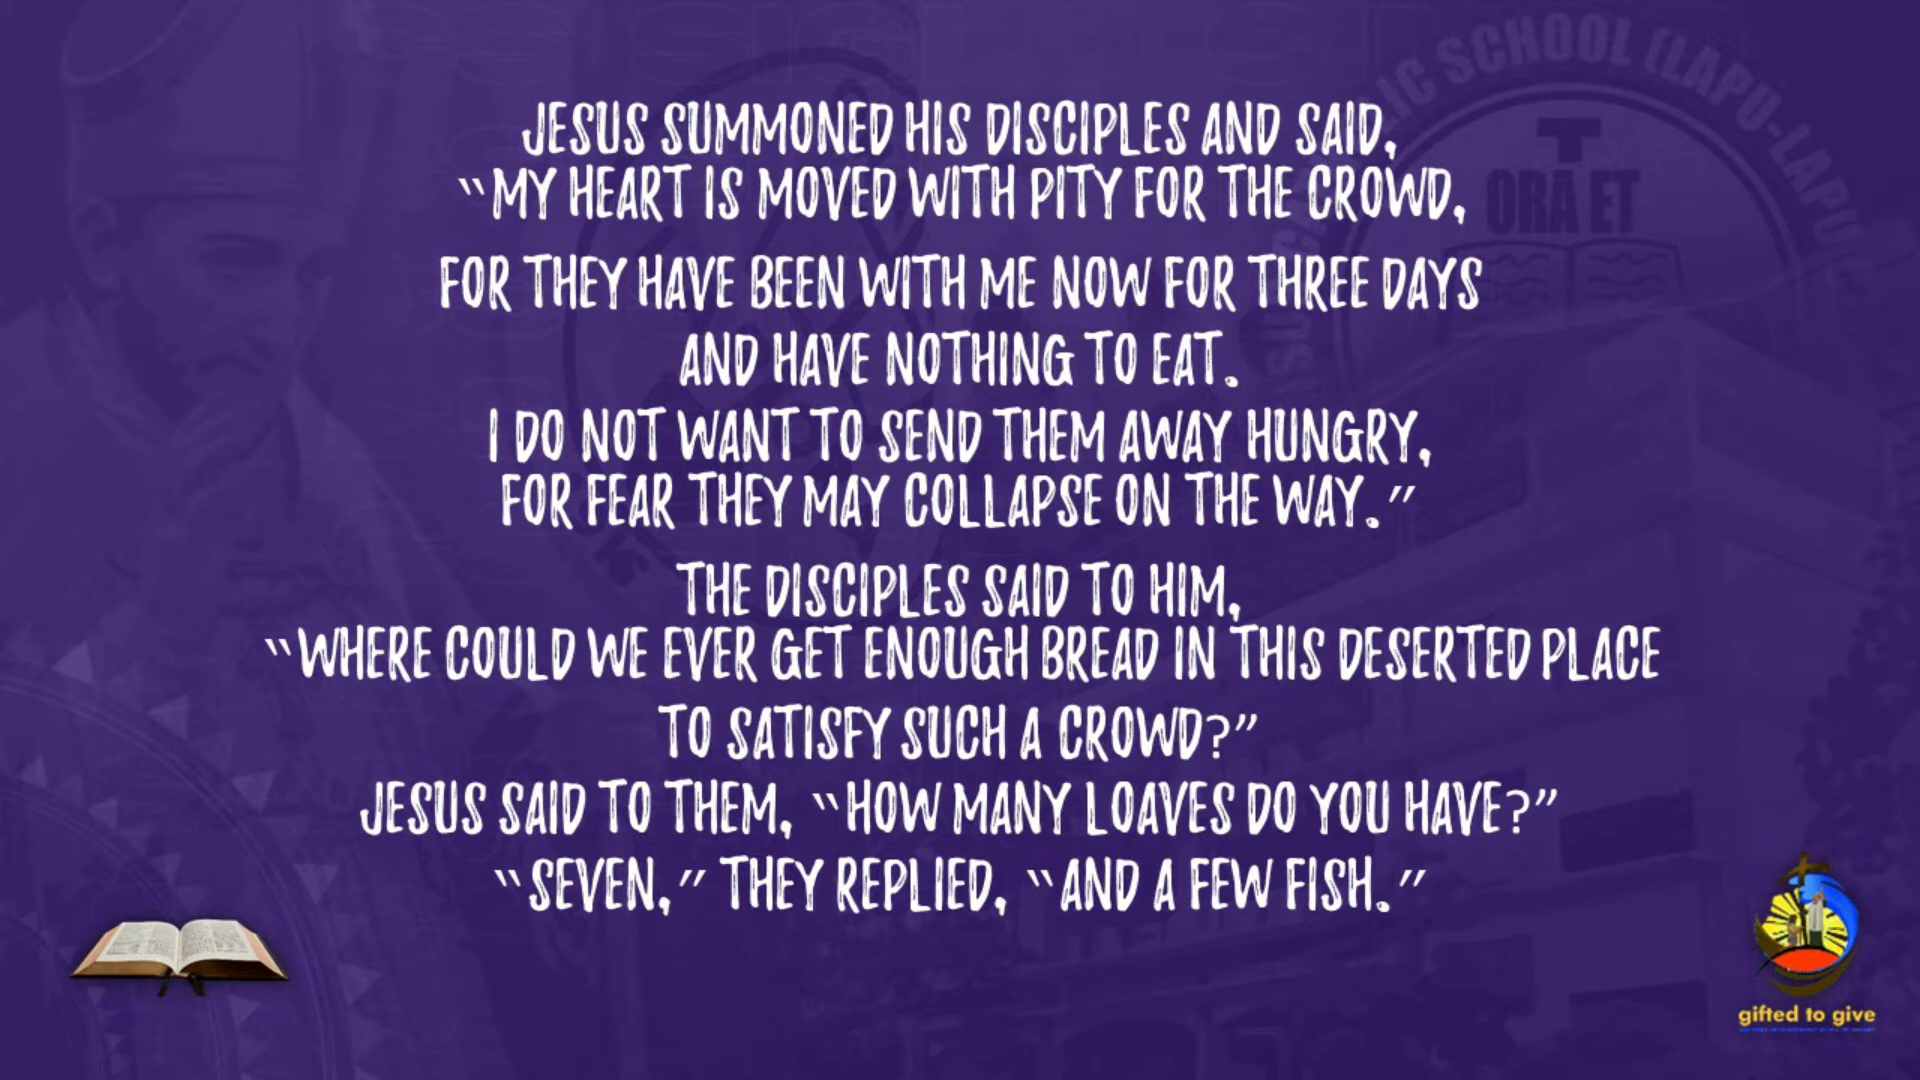 JESUS SUMMONED HIS DISCIPLES AND SAID,
“MY HEART IS MOVED WITH PITY FOR THE CROWD,
FOR THEY HAVE BEEN WITH ME NOW FOR THREE DAYS
AND HAVE NOTHING TO EAT.
I DO NOT WANT TO SEND THEM AWAY HUNGRY,
FOR FEAR THEY MAY COLLAPSE ON THE WAY.”
THE DISCIPLES SAID TO HIM,
“WHERE COULD WE EVER GET ENOUGH BREAD IN THIS DESERTED PLACE
TO SATISFY SUCH A CROWD?”
JESUS SAID TO THEM, “HOW MANY LOAVES DO YOU HAVE?”
“SEVEN,” THEY REPLIED, “AND A FEW FISH.”
IC SCHOOL (LAPU-LAPU
ORA ET
gifted to give